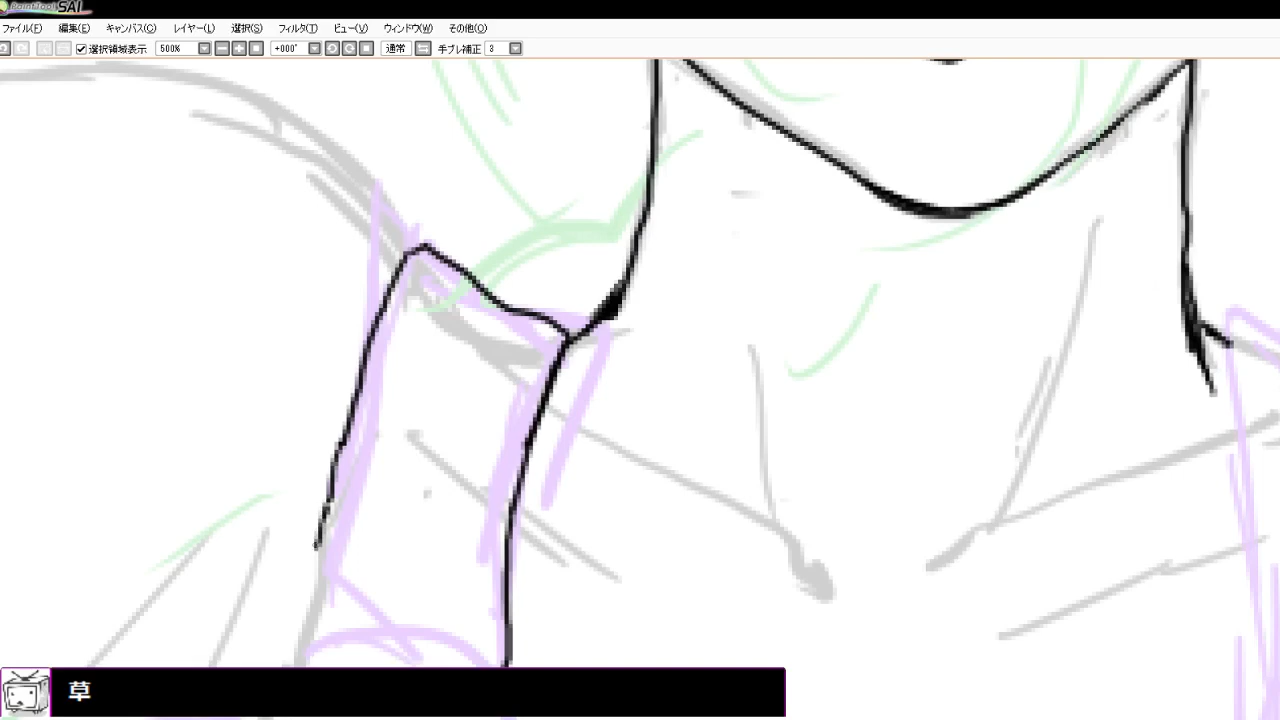 PaintTool SAI
ファイル(F) 編集(E) キャンバス(C) レイヤー(L) 選択(S) フィルタ(T) ビュー(V) ウィンドウ(W) その他(O)
選択領域表示 500% +000° 通常 手ブレ補正 3
草